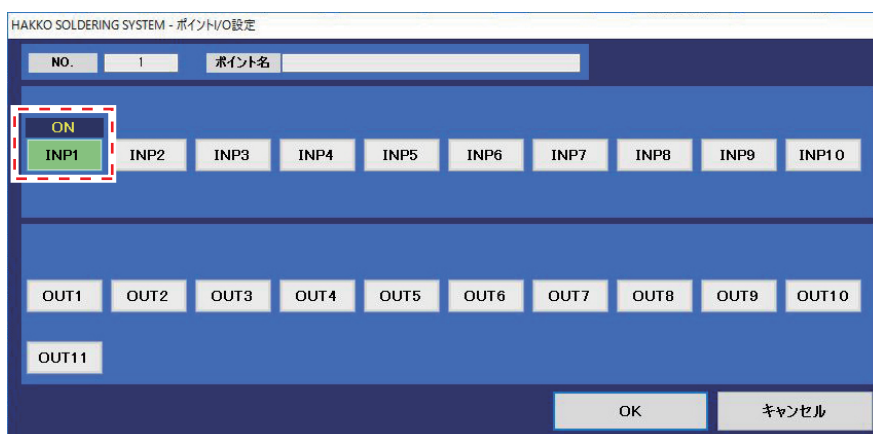 HAKKO SOLDERING SYSTEM - ポイントI/O設定
NO. 1 ポイント名
ON
INP1 INP2 INP3 INP4 INP5 INP6 INP7 INP8 INP9 INP10
OUT1 OUT2 OUT3 OUT4 OUT5 OUT6 OUT7 OUT8 OUT9 OUT10
OUT11
OK キャンセル